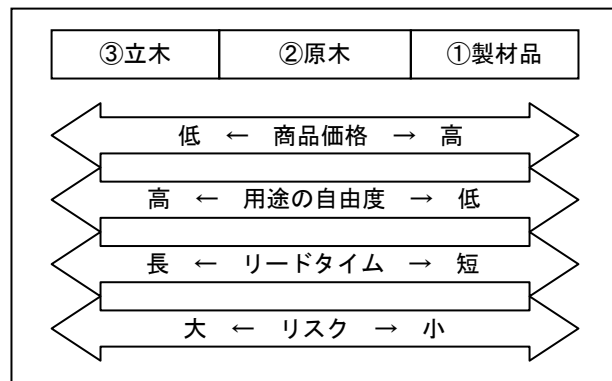 ③立木 ②原木 ①製材品
低 ← 商品価格 → 高
高 ← 用途の自由度 → 低
長 ← リードタイム → 短
大 ← リスク → 小